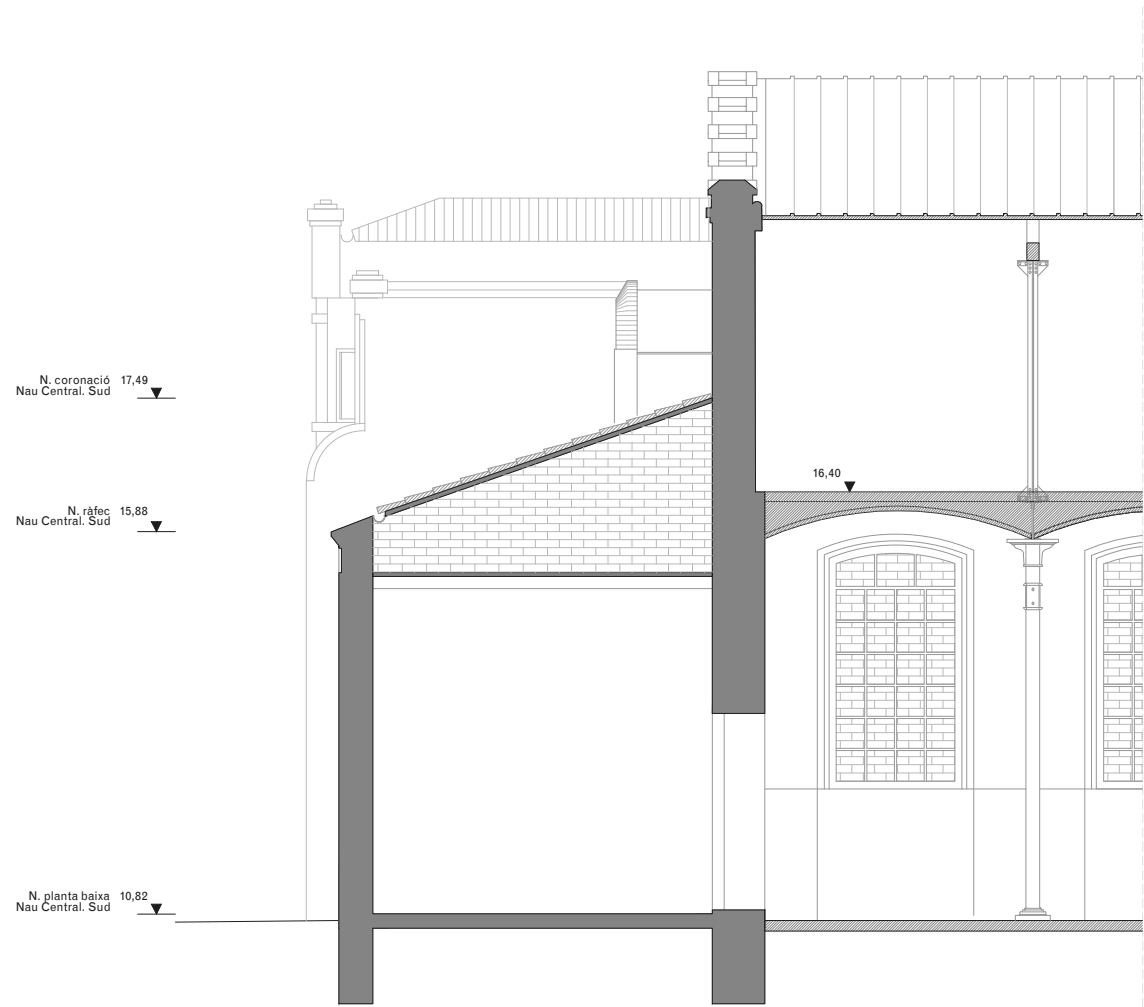 N. coronació 17,49
Nau Central. Sud
16,40
N. ràfec 15,88
Nau Central. Sud
N. planta baixa 10,82
Nau Central. Sud